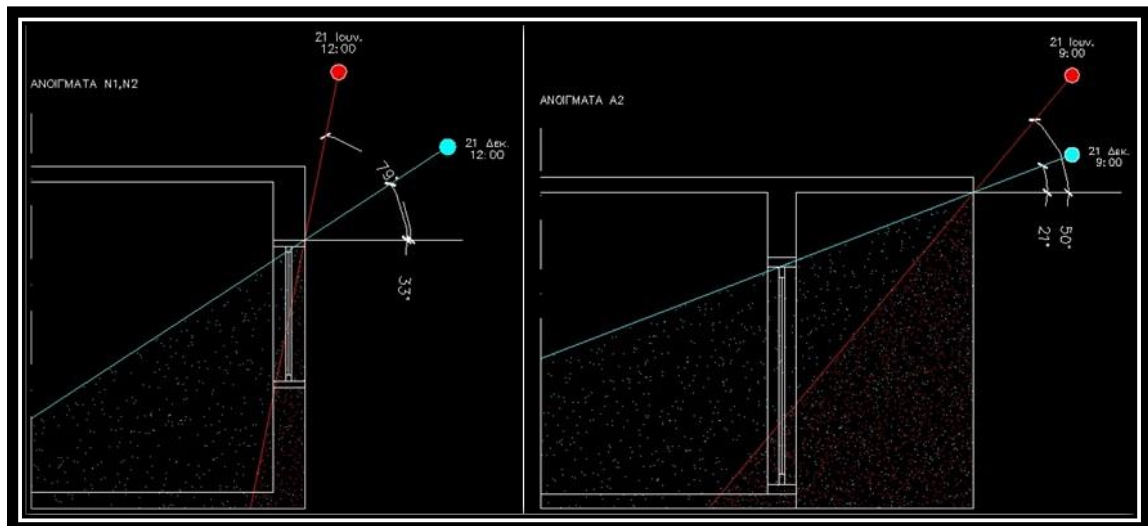 21 Ιουν.
12:00
ΑΝΟΙΓΜΑΤΑ Ν1,Ν2
21 Δεκ.
12:00
79°
33°
21 Ιουν.
9:00
ΑΝΟΙΓΜΑΤΑ Α2
21 Δεκ.
9:00
21°
50°